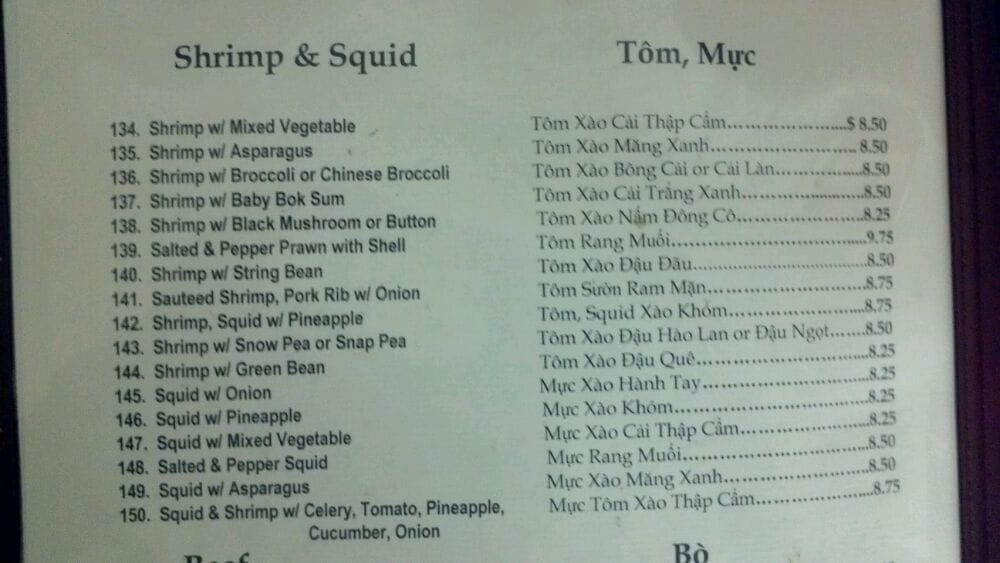 Shrimp & Squid Tôm, Mực
134. Shrimp w/ Mixed Vegetable Tôm Xào Cải Thập Cẩm......................$ 8.50
135. Shrimp w/ Asparagus Tôm Xào Măng Xanh........................... 8.50
136. Shrimp w/ Broccoli or Chinese Broccoli Tôm Xào Bông Cải or Cải Làn................8.50
137. Shrimp w/ Baby Bok Sum Tôm Xào Cải Trắng Xanh.....................8.50
138. Shrimp w/ Black Mushroom or Button Tôm Xào Nấm Đông Cô.....................8.25
139. Salted & Pepper Prawn with Shell Tôm Rang Muối...............................9.75
140. Shrimp w/ String Bean Tôm Xào Đậu Đãu..............................8.50
141. Sauteed Shrimp, Pork Rib w/ Onion Tôm Sườn Ram Mặn.........................8.75
142. Shrimp, Squid w/ Pineapple Tôm, Squid Xào Khóm......................8.75
143. Shrimp w/ Snow Pea or Snap Pea Tôm Xào Đậu Hào Lan or Đậu Ngọt.......8.50
144. Shrimp w/ Green Bean Tôm Xào Đậu Quê............................8.25
145. Squid w/ Onion Mực Xào Hành Tay...........................8.25
146. Squid w/ Pineapple Mực Xào Khóm...............................8.25
147. Squid w/ Mixed Vegetable Mực Xào Cải Thập Cẩm.....................8.25
148. Salted & Pepper Squid Mực Rang Muối..............................8.50
149. Squid w/ Asparagus Mực Xào Măng Xanh........................8.50
150. Squid & Shrimp w/ Celery, Tomato, Pineapple, Mực Tôm Xào Thập Cẩm....................8.75
Cucumber, Onion
Beef Bò